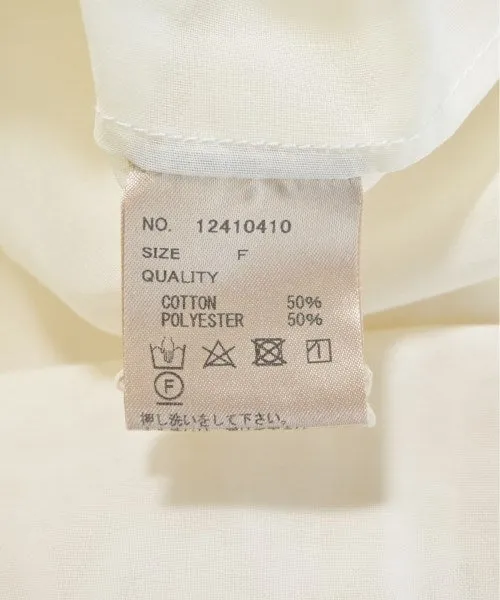 NO. 12410410
SIZE F
QUALITY
COTTON 50%
POLYESTER 50%
F
押し洗いをして下さい。